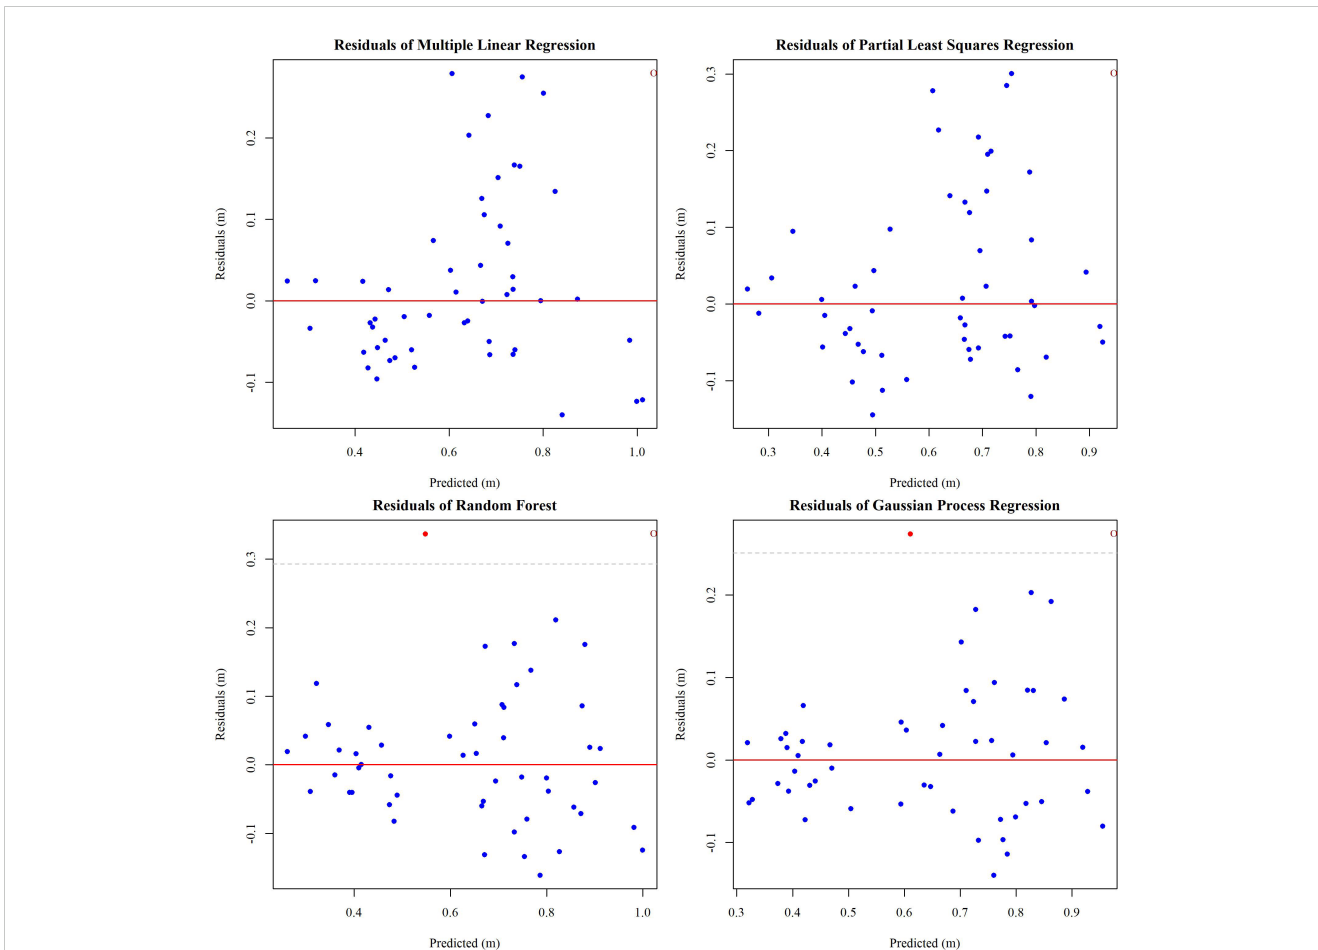 Residuals of Multiple Linear Regression
O
Residuals (m)
0.2
0.1
0.0
-0.1
0.4 0.6 0.8 1.0
Predicted (m)
Residuals of Partial Least Squares Regression
O
Residuals (m)
0.3
0.2
0.1
0.0
-0.1
0.3 0.4 0.5 0.6 0.7 0.8 0.9
Predicted (m)
Residuals of Random Forest
O
Residuals (m)
0.3
0.2
0.1
0.0
-0.1
0.4 0.6 0.8 1.0
Predicted (m)
Residuals of Gaussian Process Regression
O
Residuals (m)
0.2
0.1
0.0
-0.1
0.3 0.4 0.5 0.6 0.7 0.8 0.9
Predicted (m)